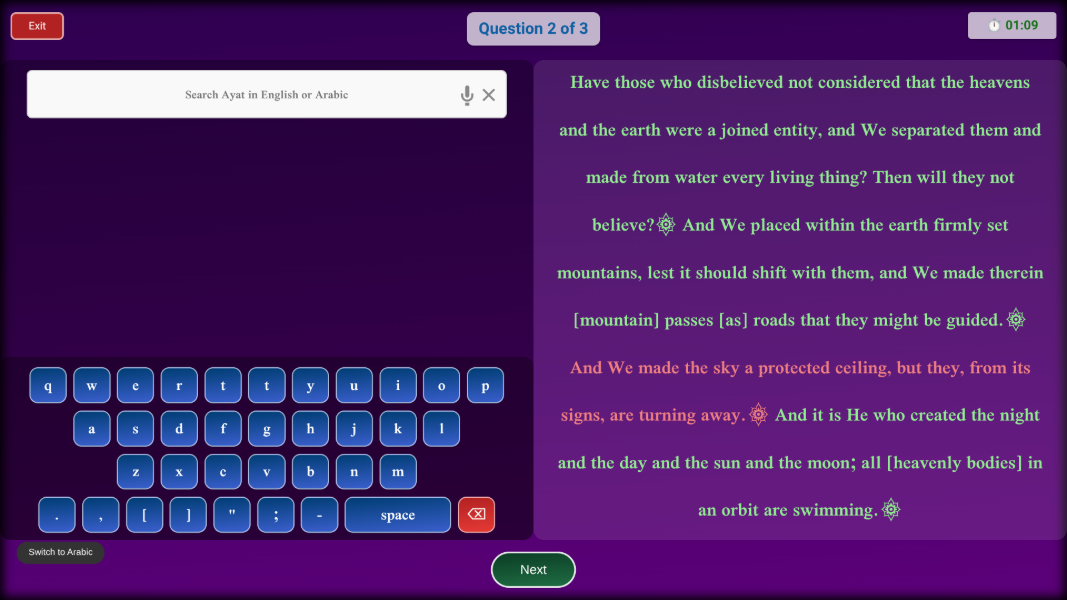 Exit
Question 2 of 3
01:09
Search Ayat in English or Arabic
Have those who disbelieved not considered that the heavens
and the earth were a joined entity, and We separated them and
made from water every living thing? Then will they not
believe? And We placed within the earth firmly set
mountains, lest it should shift with them, and We made therein
[mountain] passes [as] roads that they might be guided.
And We made the sky a protected ceiling, but they, from its
signs, are turning away. And it is He who created the night
and the day and the sun and the moon; all [heavenly bodies] in
an orbit are swimming.
q w e r t t y u i o p
a s d f g h j k l
z x c v b n m
. , [ ] " ; - space
Switch to Arabic
Next